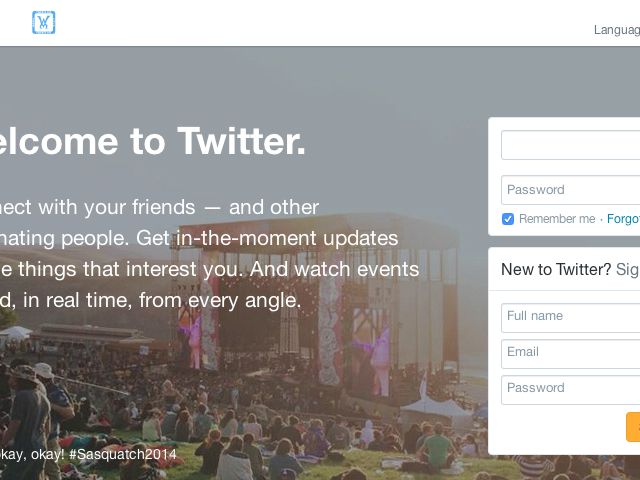 Languag
elcome to Twitter.
nect with your friends — and other
nating people. Get in-the-moment updates
e things that interest you. And watch events
d, in real time, from every angle.
okay, okay! #Sasquatch2014
Password
Remember me · Forgo
New to Twitter? Sig
Full name
Email
Password